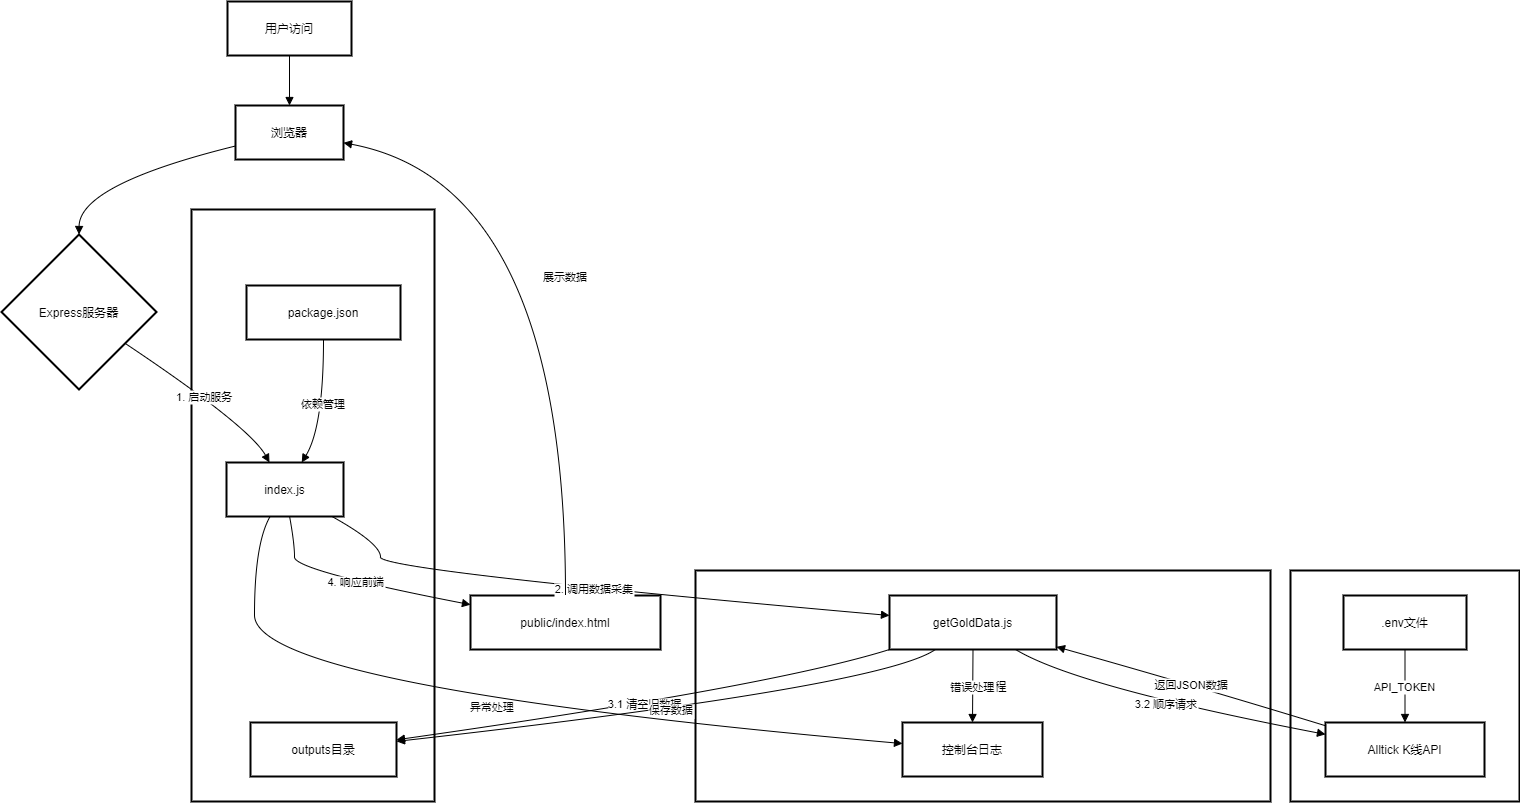 用户访问
浏览器
展示数据
Express服务器
package.json
1. 启动服务
依赖管理
index.js
4. 响应前端
2. 调用数据采集
public/index.html
getGoldData.js
.env文件
返回JSON数据
错误处理程
API_TOKEN
3.1 清空旧数据
保存数据
异常处理
3.2 顺序请求
outputs目录
控制台日志
Alltick K线API